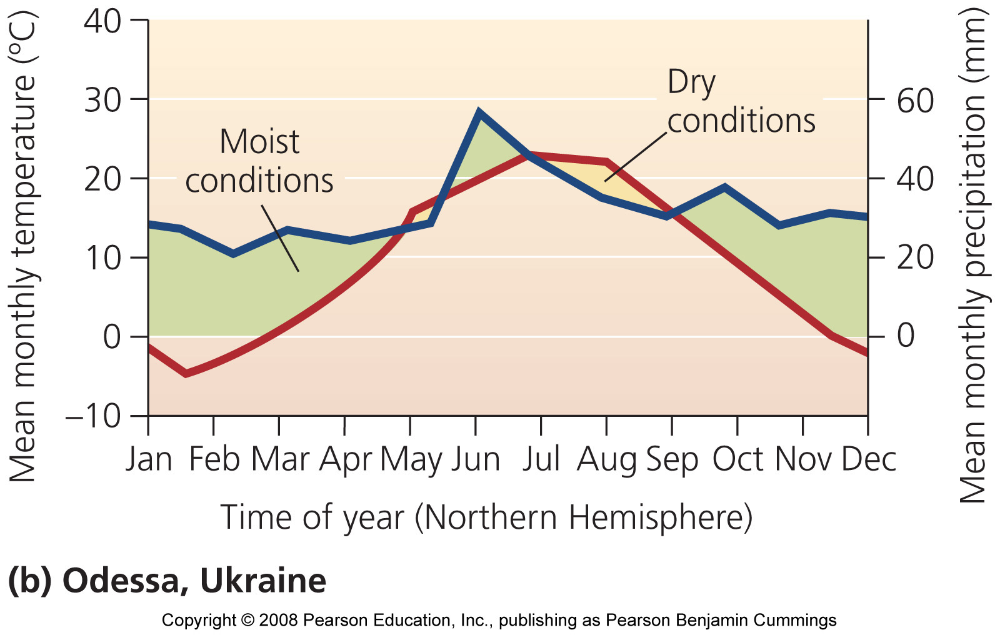 Mean monthly temperature (ºC)
40
30
20
10
0
–10
Moist
conditions
Dry
conditions
60
40
20
0
Mean monthly precipitation (mm)
Jan Feb Mar Apr May Jun Jul Aug Sep Oct Nov Dec
Time of year (Northern Hemisphere)
(b) Odessa, Ukraine
Copyright © 2008 Pearson Education, Inc., publishing as Pearson Benjamin Cummings